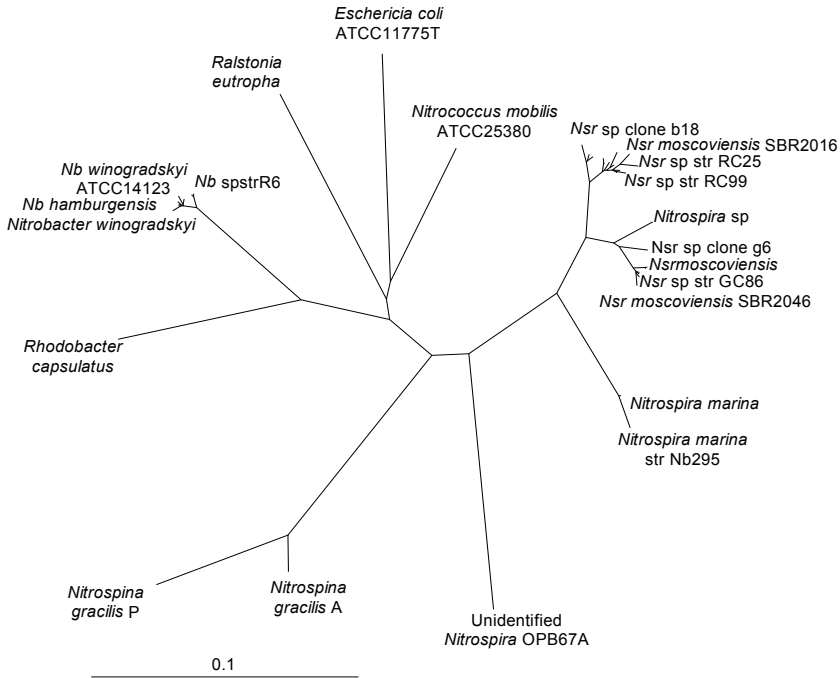 Eschericia coli
ATCC11775T
Ralstonia
eutropha
Nitrococcus mobilis
ATCC25380
Nsr sp clone b18
Nsr moscoviensis SBR2016
Nsr sp str RC25
Nsr sp str RC99
Nb winogradskyi
ATCC14123
Nb spstrR6
Nb hamburgensis
Nitrobacter winogradskyi
Nitrospira sp
Nsr sp clone g6
Nsrmoscoviensis
Nsr sp str GC86
Nsr moscoviensis SBR2046
Rhodobacter
capsulatus
Nitrospira marina
Nitrospira marina
str Nb295
Nitrospina
gracilis P
Nitrospina
gracilis A
Unidentified
Nitrospira OPB67A
0.1